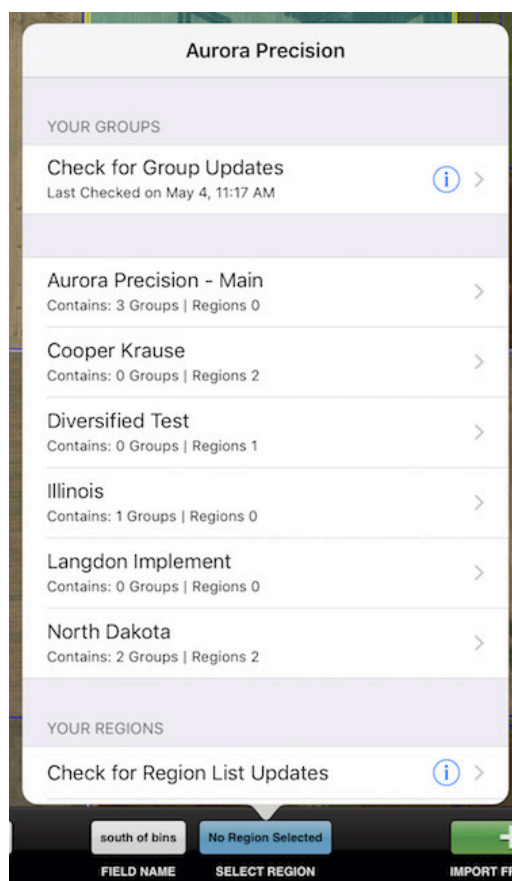 Aurora Precision
YOUR GROUPS
Check for Group Updates
Last Checked on May 4, 11:17 AM
Aurora Precision - Main
Contains: 3 Groups | Regions 0
Cooper Krause
Contains: 0 Groups | Regions 2
Diversified Test
Contains: 0 Groups | Regions 1
Illinois
Contains: 1 Groups | Regions 0
Langdon Implement
Contains: 0 Groups | Regions 0
North Dakota
Contains: 2 Groups | Regions 2
YOUR REGIONS
Check for Region List Updates
south of bins
No Region Selected
FIELD NAME
SELECT REGION
IMPORT